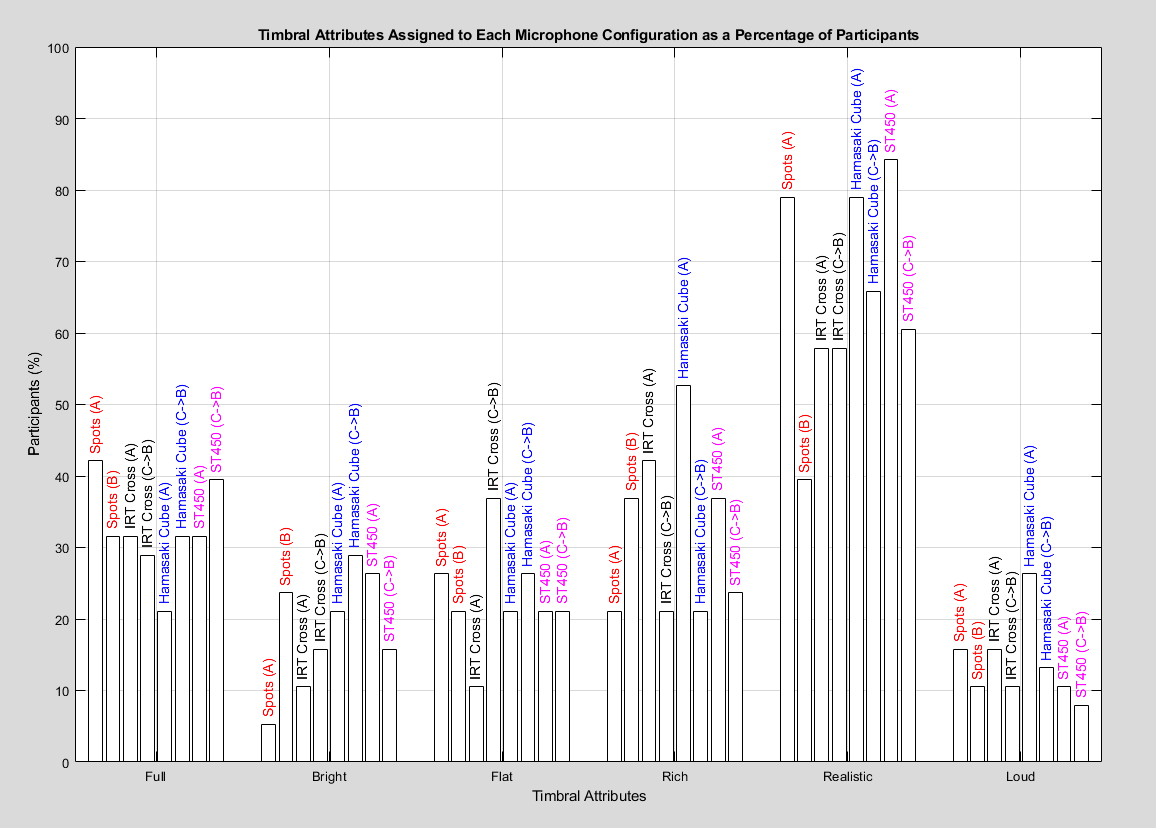 Timbral Attributes Assigned to Each Microphone Configuration as a Percentage of Participants
Participants (%)
100
90
80
70
60
50
40
30
20
10
0
Spots (A)
Spots (B)
IRT Cross (A)
IRT Cross (C->B)
Hamasaki Cube (A)
Hamasaki Cube (C->B)
ST450 (A)
ST450 (C->B)
Spots (A)
Spots (B)
IRT Cross (A)
IRT Cross (C->B)
Hamasaki Cube (A)
Hamasaki Cube (C->B)
ST450 (A)
ST450 (C->B)
Spots (A)
Spots (B)
IRT Cross (A)
IRT Cross (C->B)
Hamasaki Cube (A)
Hamasaki Cube (C->B)
ST450 (A)
ST450 (C->B)
Spots (A)
Spots (B)
IRT Cross (A)
IRT Cross (C->B)
Hamasaki Cube (A)
Hamasaki Cube (C->B)
ST450 (A)
ST450 (C->B)
Spots (A)
Spots (B)
IRT Cross (A)
IRT Cross (C->B)
Hamasaki Cube (A)
Hamasaki Cube (C->B)
ST450 (A)
ST450 (C->B)
Spots (A)
Spots (B)
IRT Cross (A)
IRT Cross (C->B)
Hamasaki Cube (A)
Hamasaki Cube (C->B)
ST450 (A)
ST450 (C->B)
Full
Bright
Flat
Rich
Realistic
Loud
Timbral Attributes